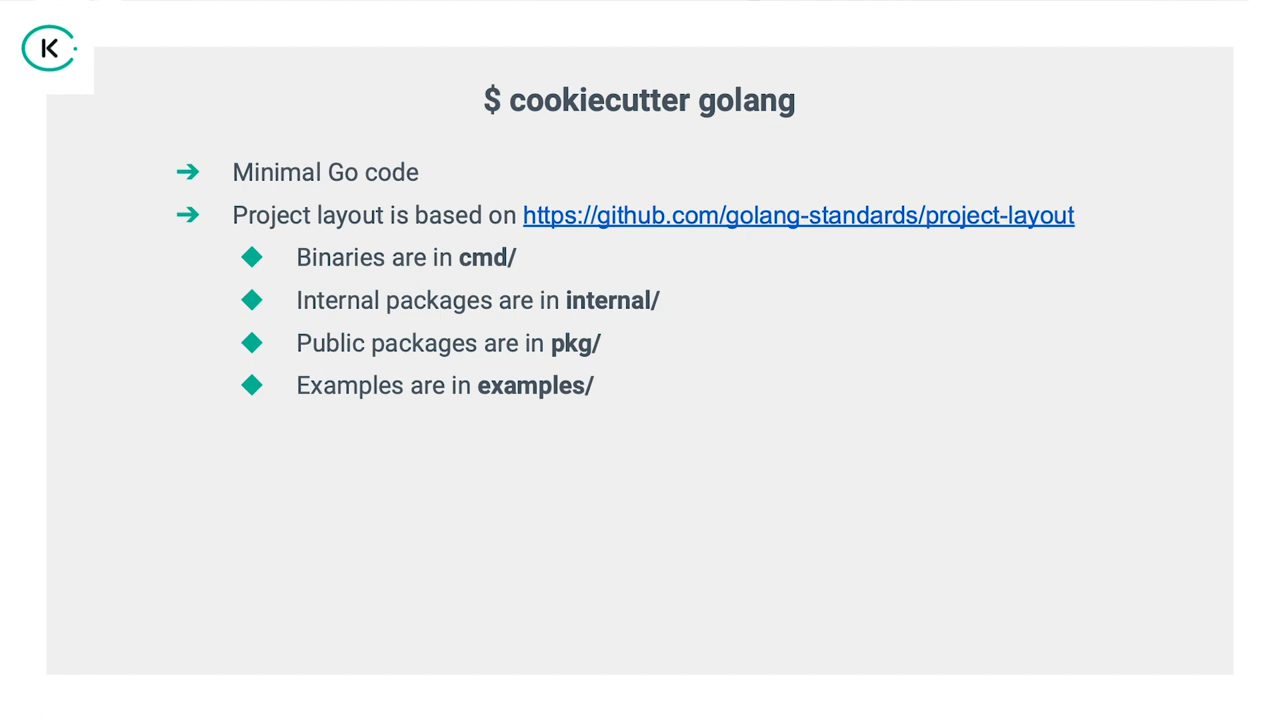 K
$ cookiecutter golang
➔ Minimal Go code
➔ Project layout is based on https://github.com/golang-standards/project-layout
◆ Binaries are in cmd/
◆ Internal packages are in internal/
◆ Public packages are in pkg/
◆ Examples are in examples/